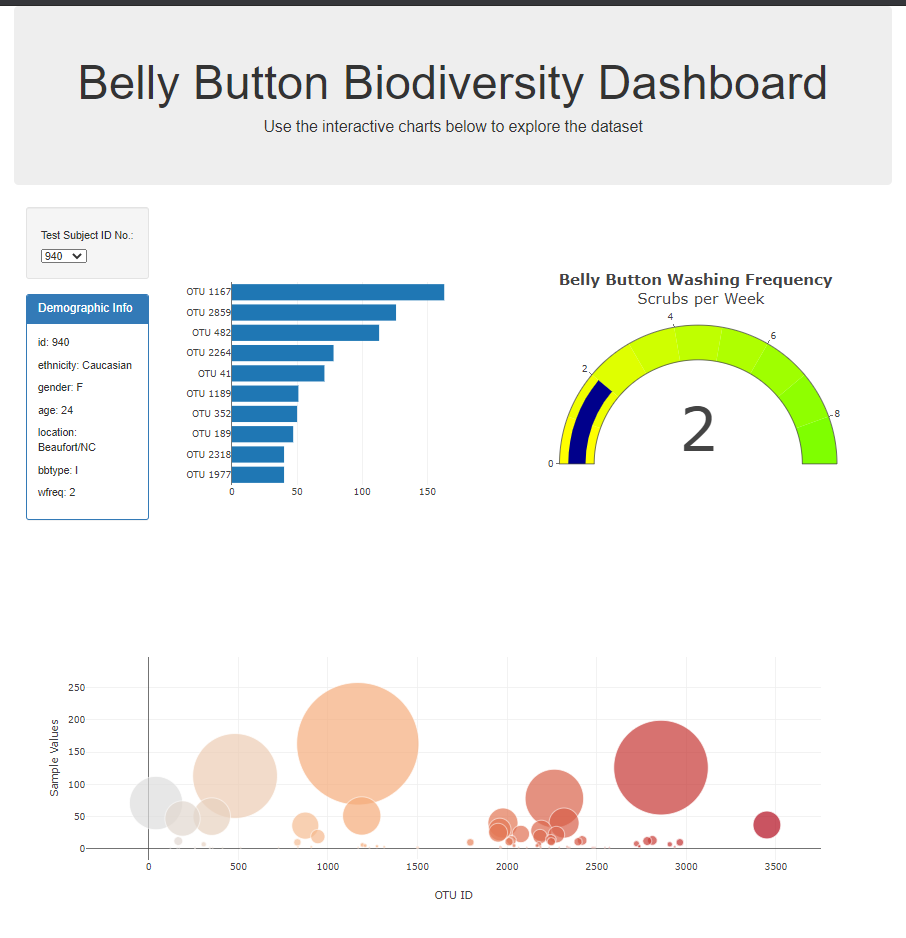 Belly Button Biodiversity Dashboard
Use the interactive charts below to explore the dataset
Test Subject ID No.:
940
Demographic Info
id: 940
ethnicity: Caucasian
gender: F
age: 24
location:
Beaufort/NC
bbtype: I
wfreq: 2
OTU 1167
OTU 2859
OTU 482
OTU 2264
OTU 41
OTU 1189
OTU 352
OTU 189
OTU 2318
OTU 1977
0 50 100 150
Belly Button Washing Frequency
Scrubs per Week
0
2
4
6
8
2
Sample Values
250
200
150
100
50
0
0 500 1000 1500 2000 2500 3000 3500
OTU ID